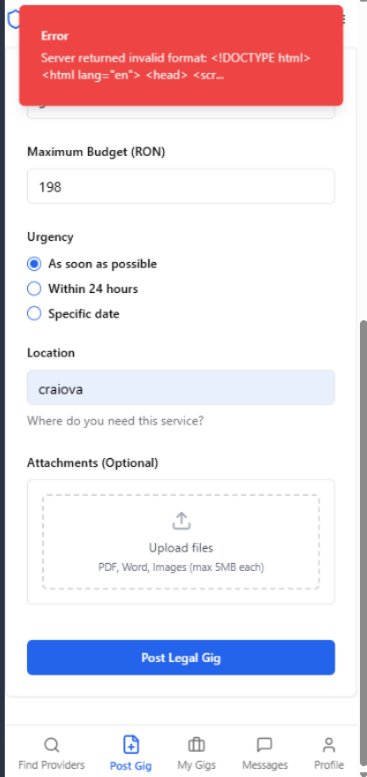 Error
Server returned invalid format: <!DOCTYPE html>
<html lang="en"> <head> <scr...
Maximum Budget (RON)
198
Urgency
As soon as possible
Within 24 hours
Specific date
Location
craiova
Where do you need this service?
Attachments (Optional)
Upload files
PDF, Word, Images (max 5MB each)
Post Legal Gig
Find Providers
Post Gig
My Gigs
Messages
Profile